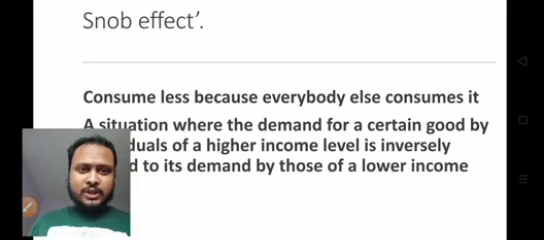 Snob effect'.
Consume less because everybody else consumes it
A situation where the demand for a certain good by
duals of a higher income level is inversely
d to its demand by those of a lower income